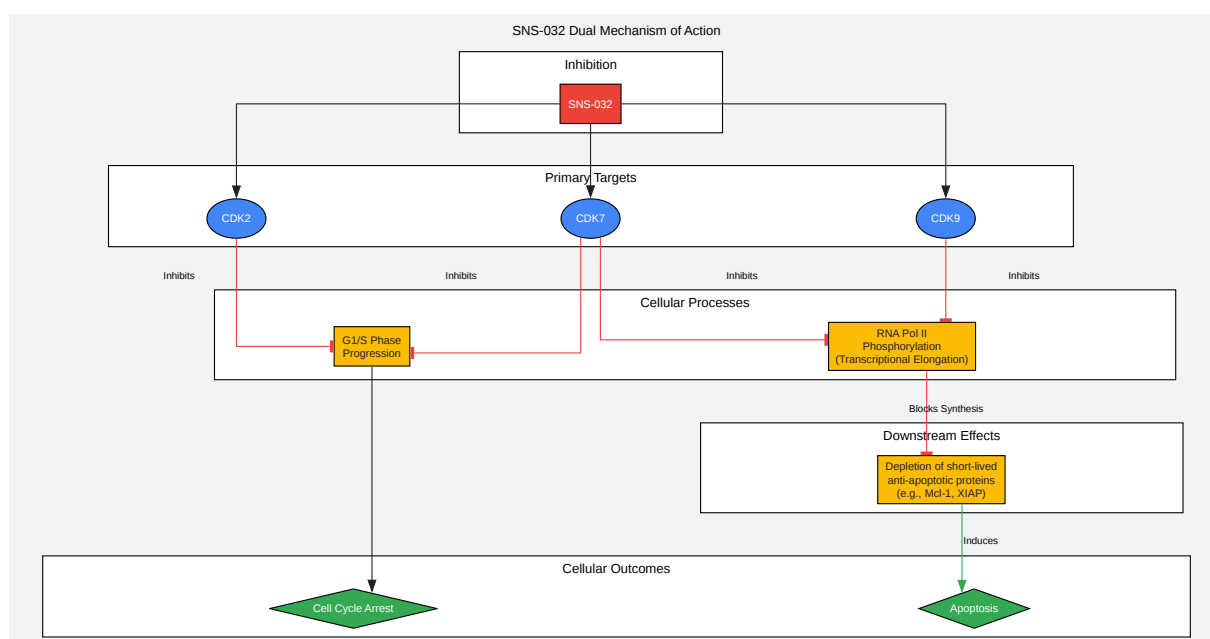 SNS-032 Dual Mechanism of Action
Inhibition
SNS-032
Primary Targets
CDK2
CDK7
CDK9
Inhibits
Inhibits
Inhibits
Inhibits
Cellular Processes
G1/S Phase
Progression
RNA Pol II
Phosphorylation
(Transcriptional Elongation)
Blocks Synthesis
Downstream Effects
Depletion of short-lived
anti-apoptotic proteins
(e.g., Mcl-1, XIAP)
Induces
Cellular Outcomes
Cell Cycle Arrest
Apoptosis